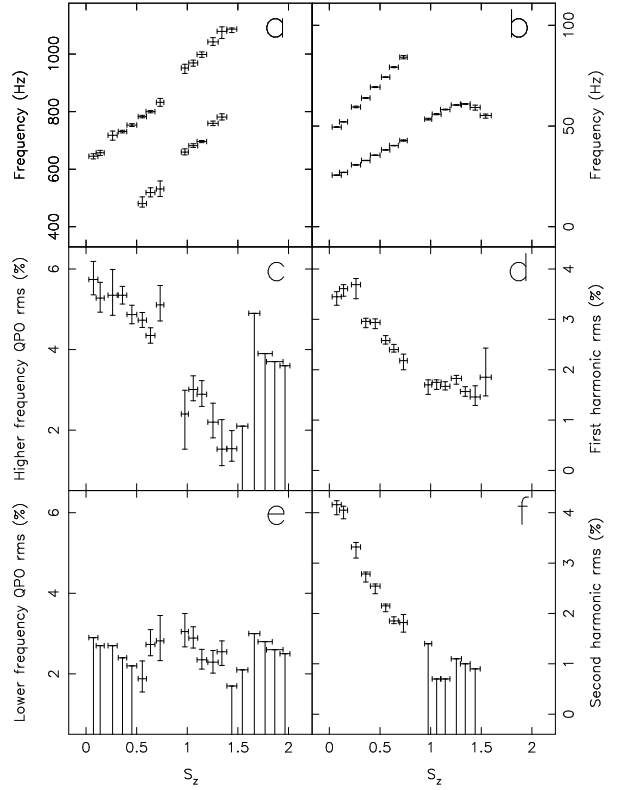 a
b
Frequency (Hz)
400
600
800
1000
0
50
100
Frequency (Hz)
c
d
Higher frequency QPO rms (%)
2
4
6
0
1
2
3
4
First harmonic rms (%)
e
f
Lower frequency QPO rms (%)
2
4
6
0
1
2
3
4
Second harmonic rms (%)
0 0.5 1 1.5 2
0 0.5 1 1.5 2
S_z
S_z